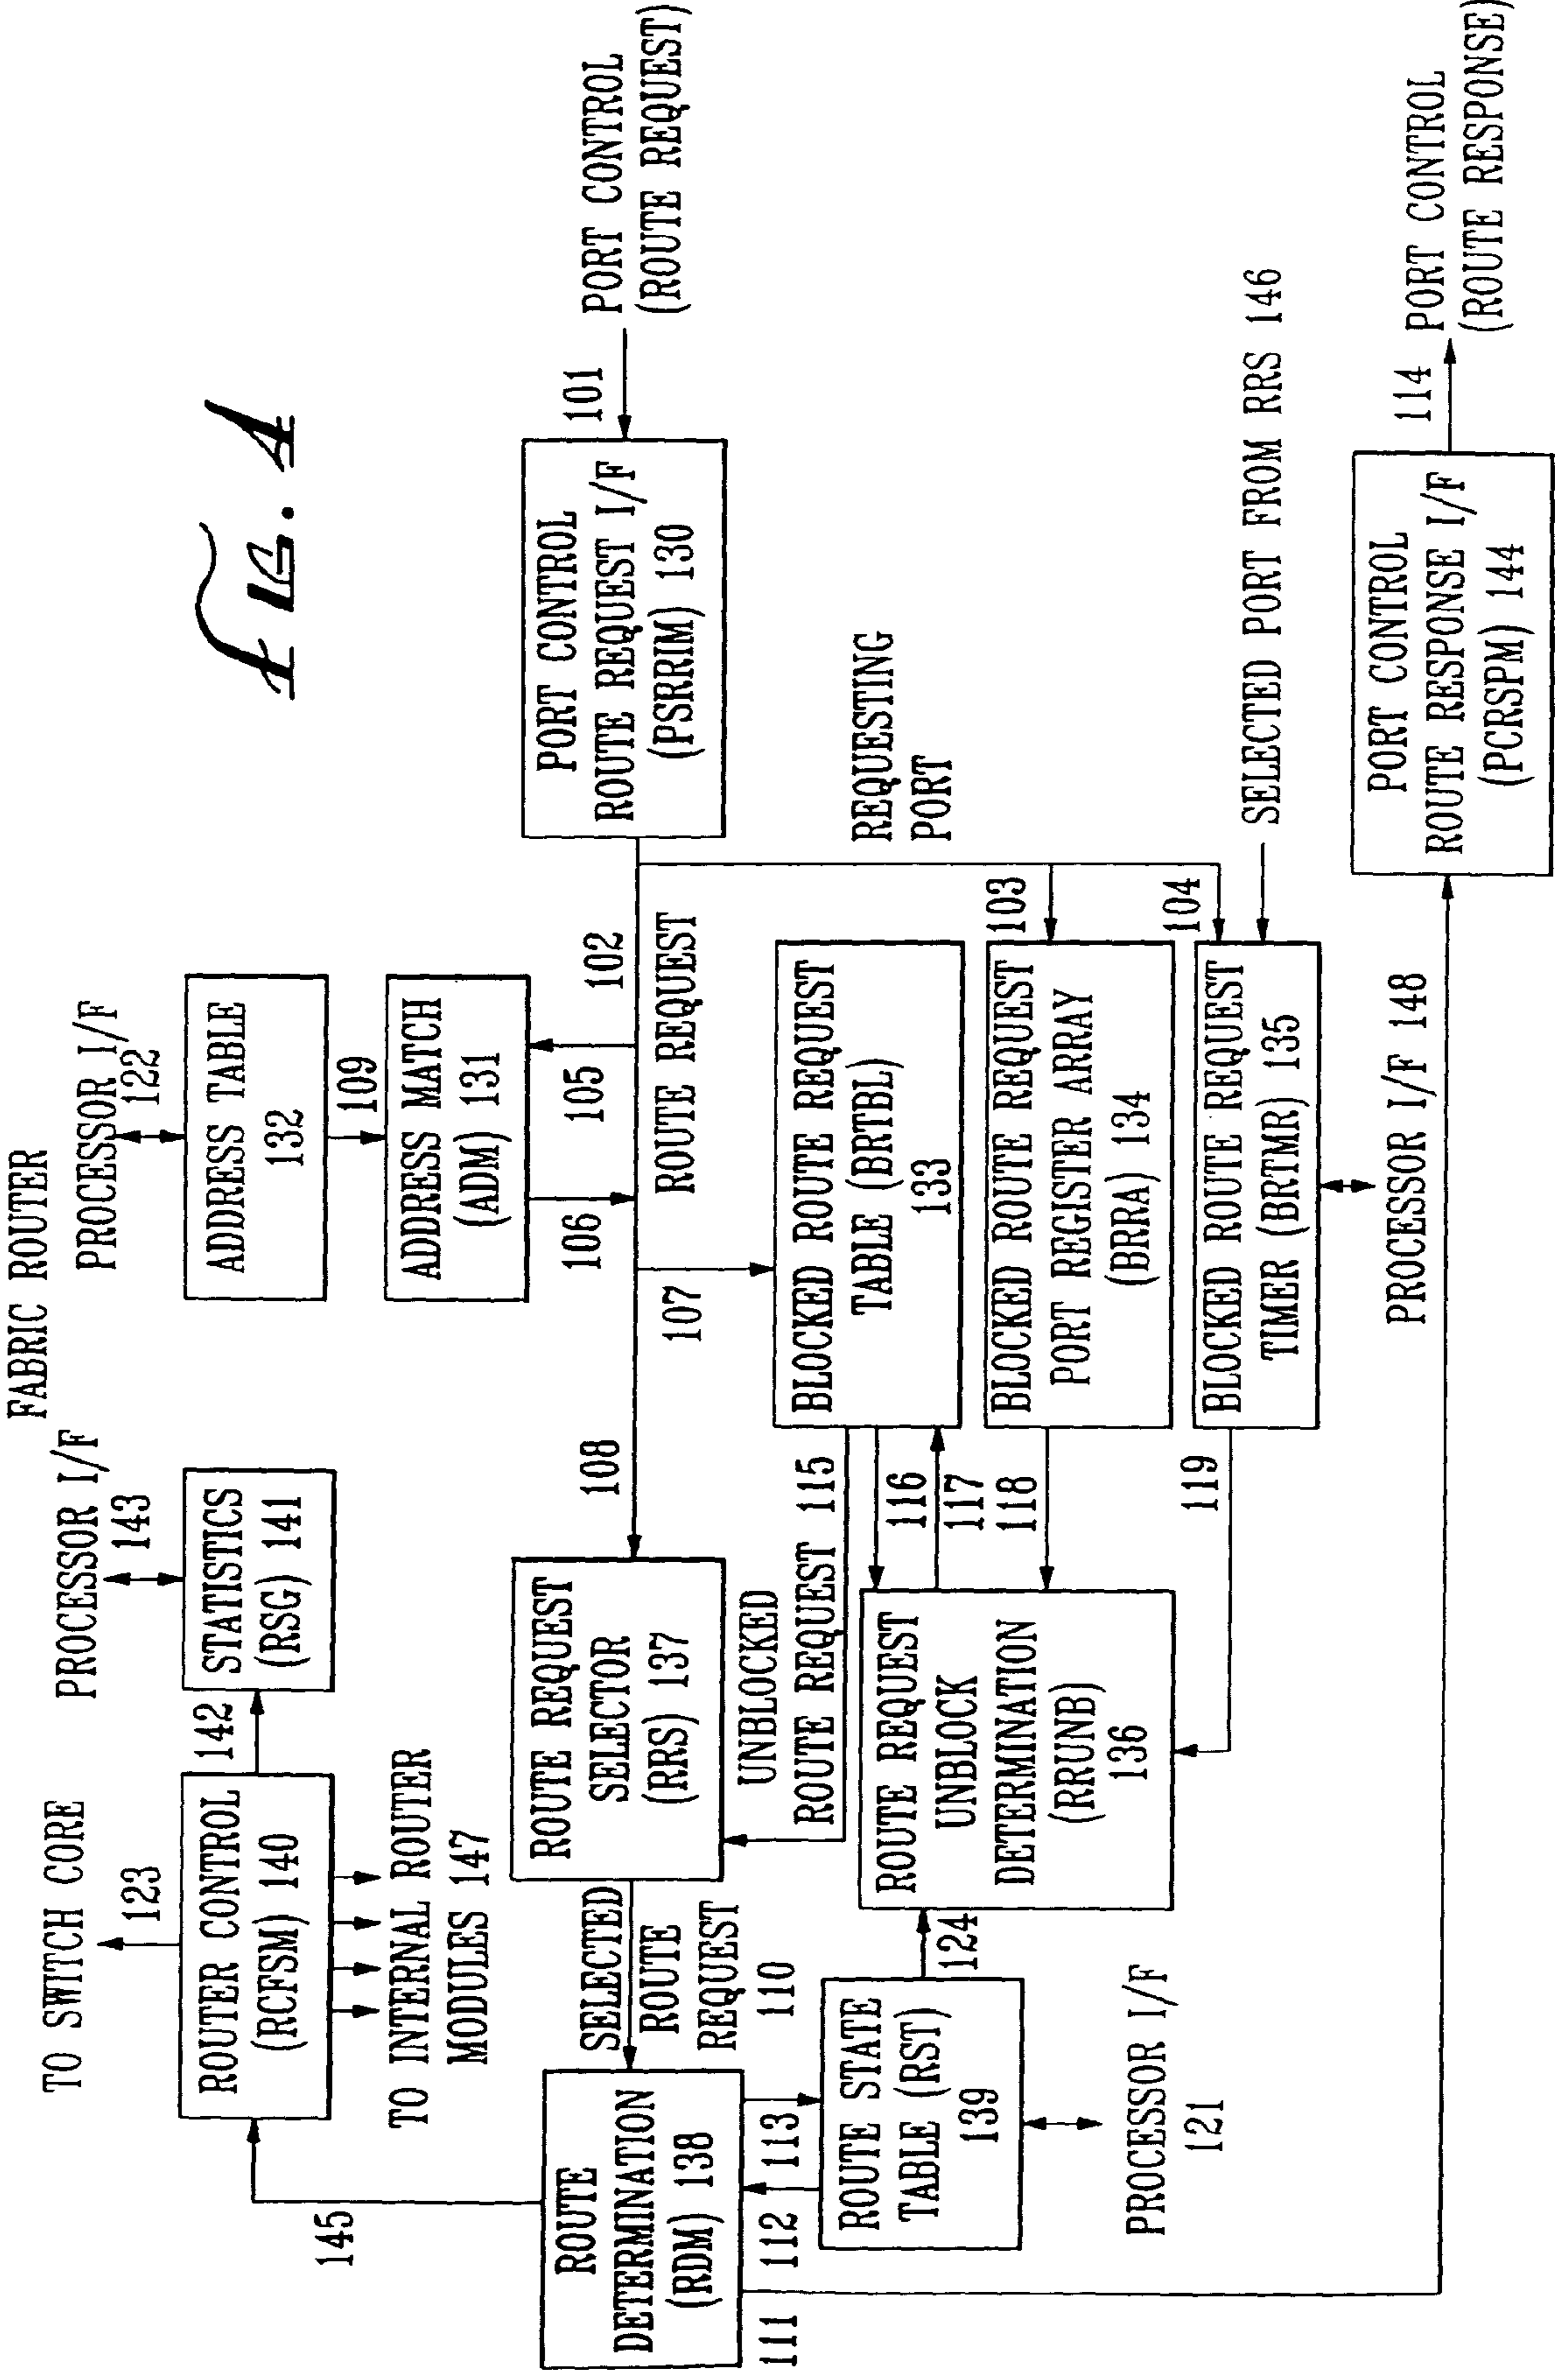 FIG. 4
FABRIC ROUTER
TO SWITCH CORE
123
ROUTER CONTROL
(RCFSM) 140
142
TO INTERNAL ROUTER
MODULES 147
145
PROCESSOR I/F
143
STATISTICS
(RSG) 141
PROCESSOR I/F
122
ADDRESS TABLE
132
109
ADDRESS MATCH
(ADM) 131
106
105
102
ROUTE REQUEST
PORT CONTROL
ROUTE REQUEST I/F
(PSRRIM) 130
101
PORT CONTROL
(ROUTE REQUEST)
ROUTE
DETERMINATION
(RDM) 138
SELECTED
ROUTE
REQUEST
110
ROUTE REQUEST
SELECTOR
(RRS) 137
108
107
UNBLOCKED
ROUTE REQUEST 115
111
112
113
ROUTE STATE
TABLE (RST)
139
124
PROCESSOR I/F
121
ROUTE REQUEST
UNBLOCK
DETERMINATION
(RRUNB)
136
116
117
118
119
BLOCKED ROUTE REQUEST
TABLE (BRTBL)
133
BLOCKED ROUTE REQUEST
PORT REGISTER ARRAY
(BRRA) 134
BLOCKED ROUTE REQUEST
TIMER (BRTMR) 135
REQUESTING
PORT
103
104
SELECTED PORT FROM RRS 146
PROCESSOR I/F 148
PORT CONTROL
ROUTE RESPONSE I/F
(PCRSPM) 144
114
PORT CONTROL
(ROUTE RESPONSE)